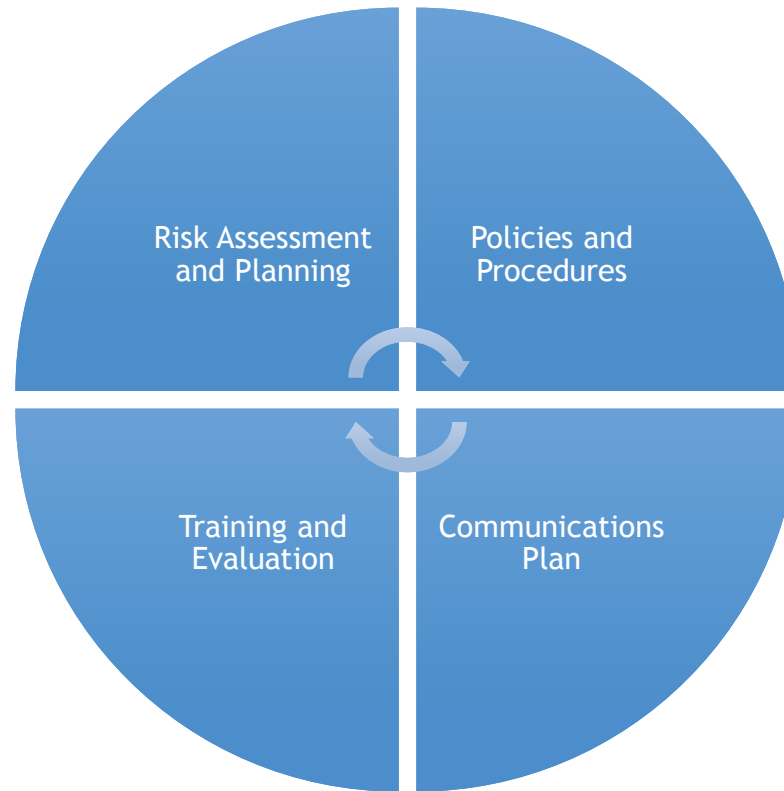 Risk Assessment
and Planning
Policies and
Procedures
Training and
Evaluation
Communications
Plan